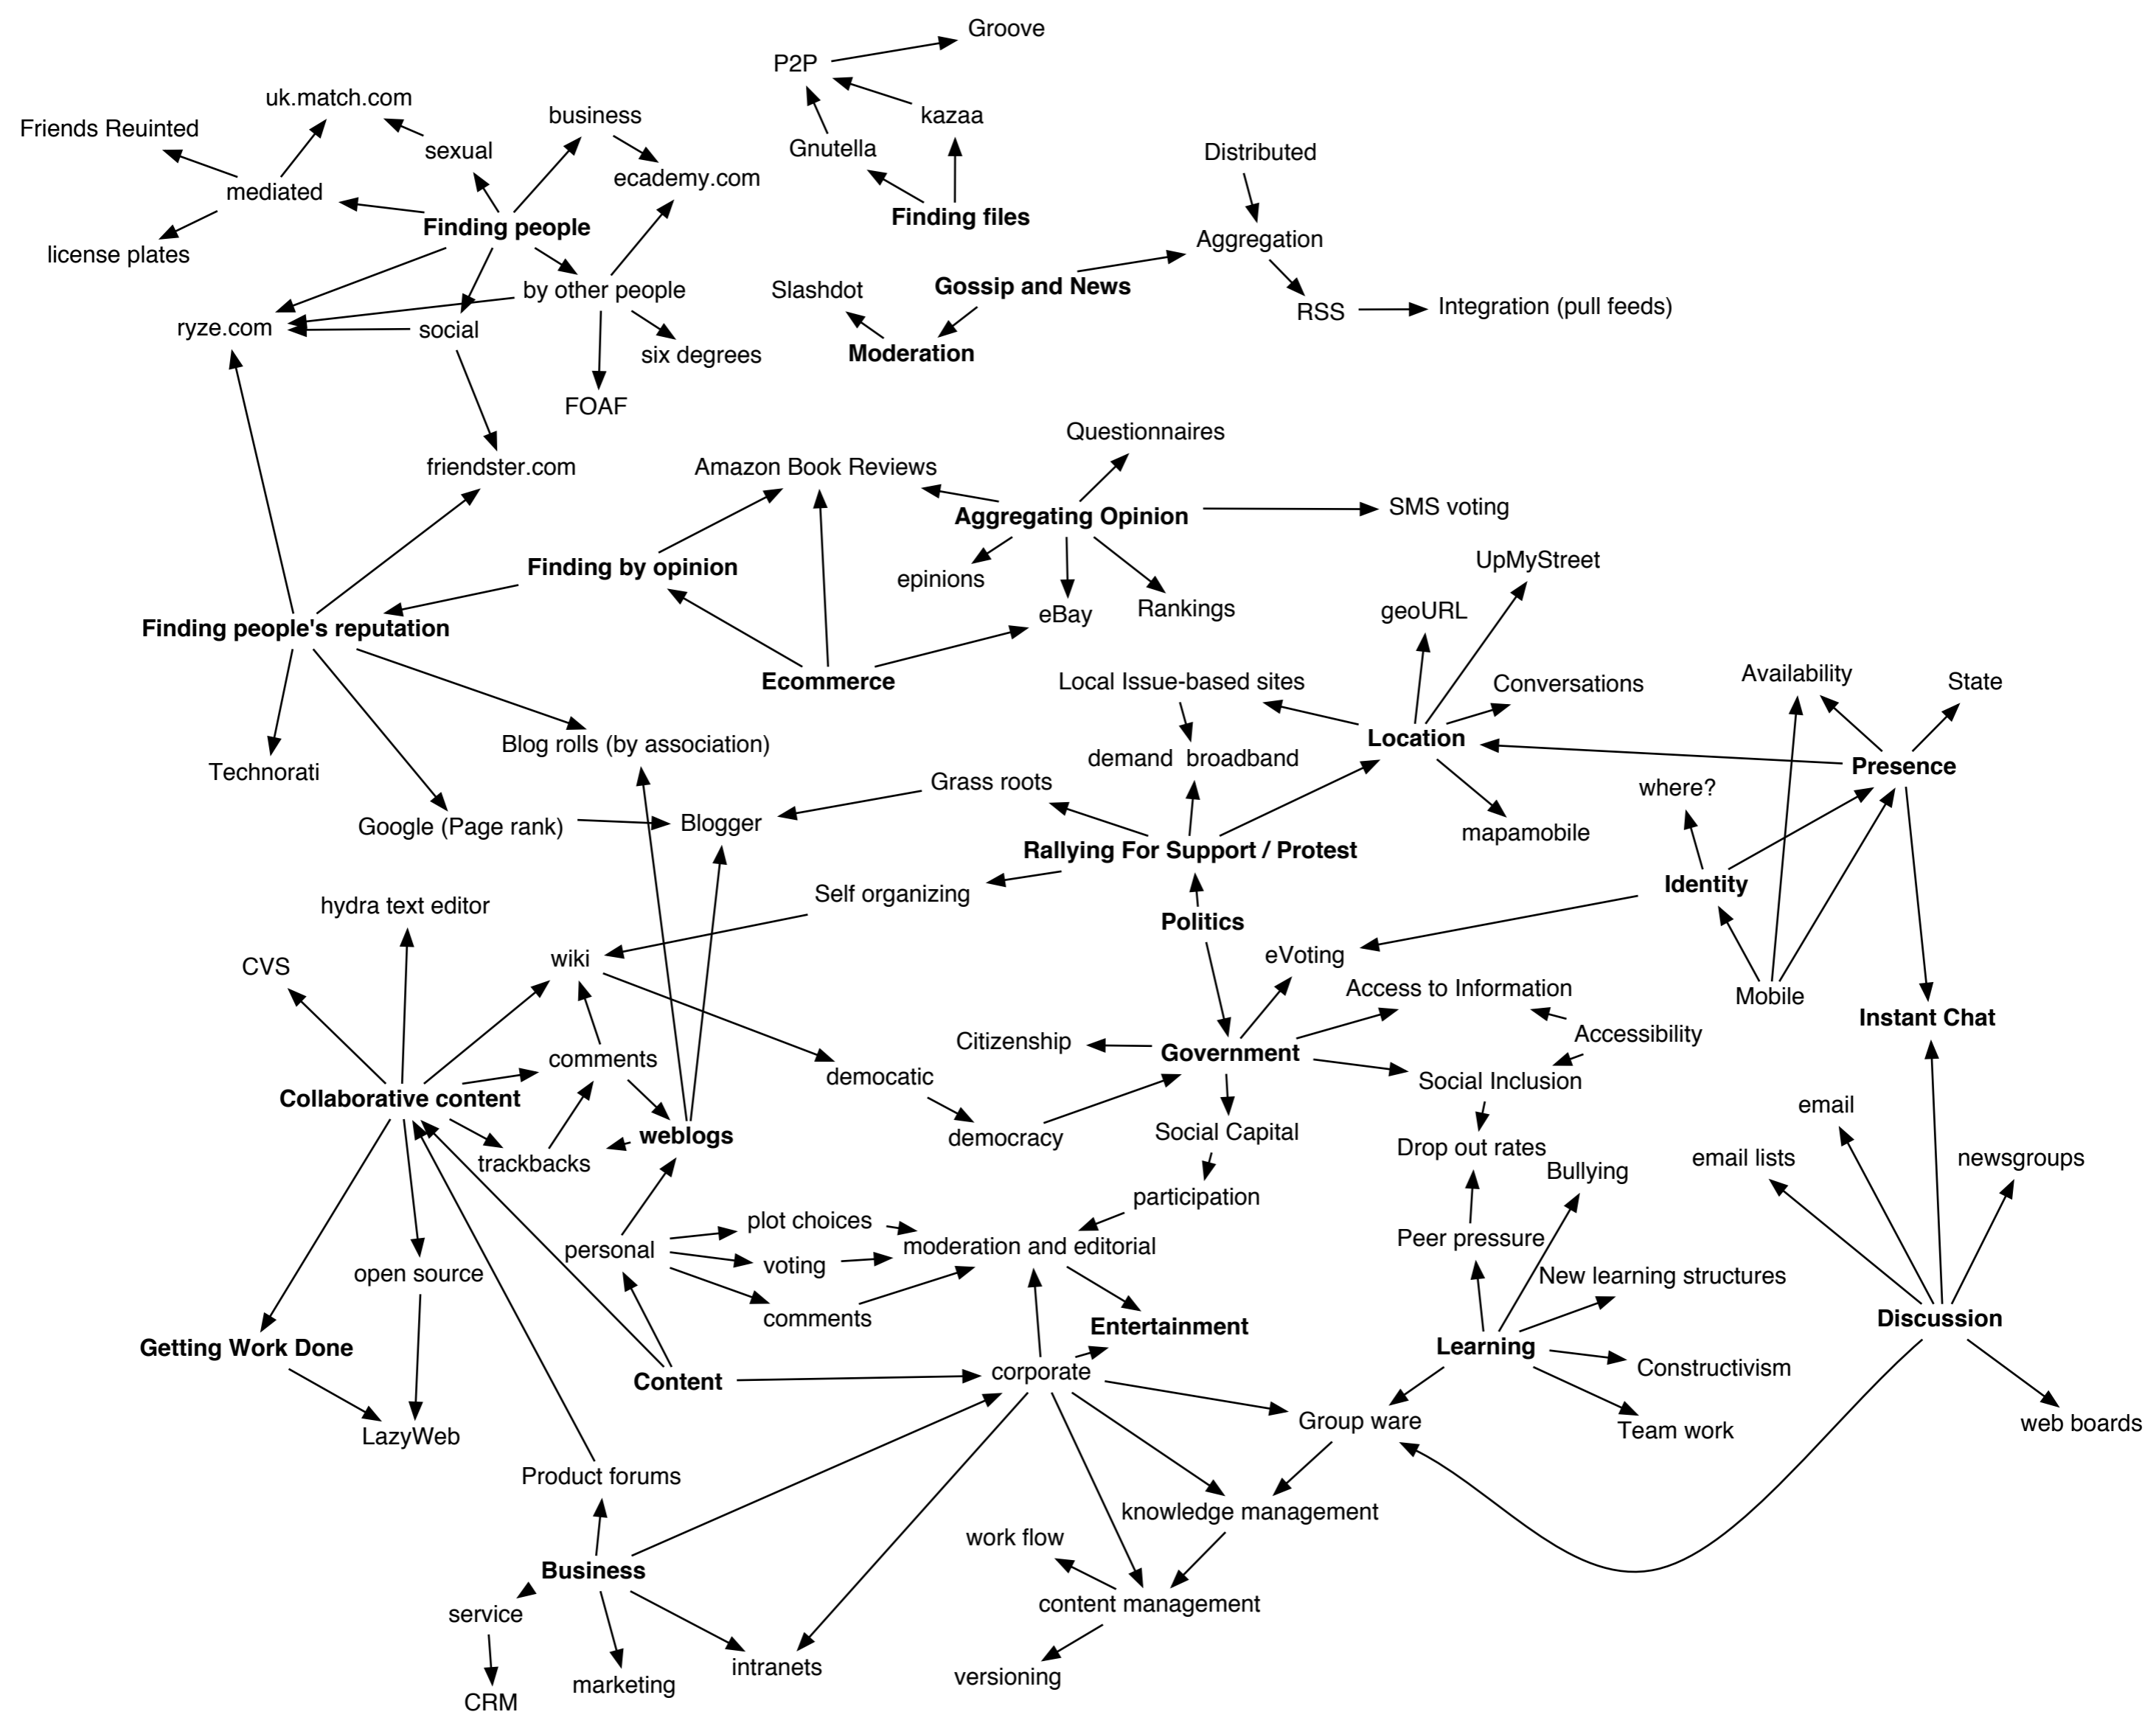 Groove
P2P
uk.match.com
business
kazaa
Friends Reuinted
sexual
Gnutella
Distributed
ecademy.com
mediated
Finding files
Finding people
Aggregation
license plates
Gossip and News
by other people
Slashdot
Integration (pull feeds)
RSS
ryze.com
social
six degrees
Moderation
FOAF
Questionnaires
friendster.com
Amazon Book Reviews
SMS voting
Aggregating Opinion
UpMyStreet
Finding by opinion
epinions
Rankings
geoURL
eBay
Finding people's reputation
Availability
State
Ecommerce
Local Issue-based sites
Conversations
Location
Blog rolls (by association)
demand  broadband
Presence
Technorati
Grass roots
where?
Google (Page rank)
Blogger
mapamobile
Rallying For Support / Protest
Identity
Self organizing
hydra text editor
Politics
eVoting
wiki
CVS
Access to Information
Mobile
Instant Chat
Accessibility
Citizenship
Government
comments
democatic
Social Inclusion
Collaborative content
email
weblogs
democracy
Social Capital
Drop out rates
email lists
newsgroups
trackbacks
Bullying
participation
plot choices
Peer pressure
personal
moderation and editorial
voting
open source
New learning structures
comments
Entertainment
Discussion
Getting Work Done
Learning
Constructivism
corporate
Content
Group ware
web boards
Team work
LazyWeb
Product forums
knowledge management
work flow
Business
content management
service
intranets
versioning
marketing
CRM